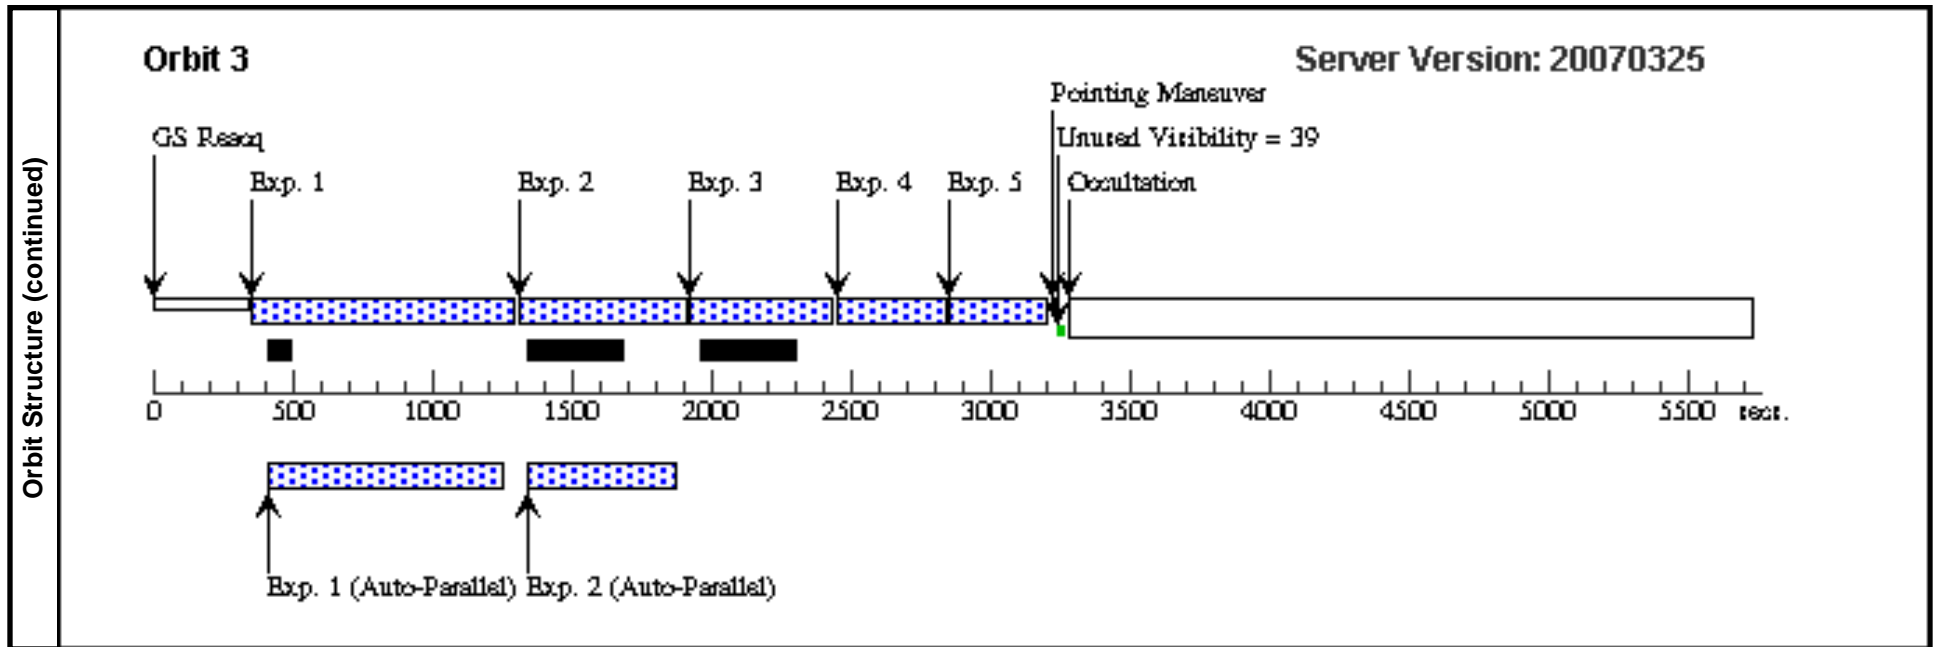 Orbit Structure (continued)
Orbit 3
Server Version: 20070325
Pointing Maneuver
GS Reacq
Unused Visibility = 39
Exp. 1
Exp. 2
Exp. 3
Exp. 4
Exp. 5
Occultation
0 500 1000 1500 2000 2500 3000 3500 4000 4500 5000 5500 secs.
Exp. 1 (Auto-Parallel)
Exp. 2 (Auto-Parallel)